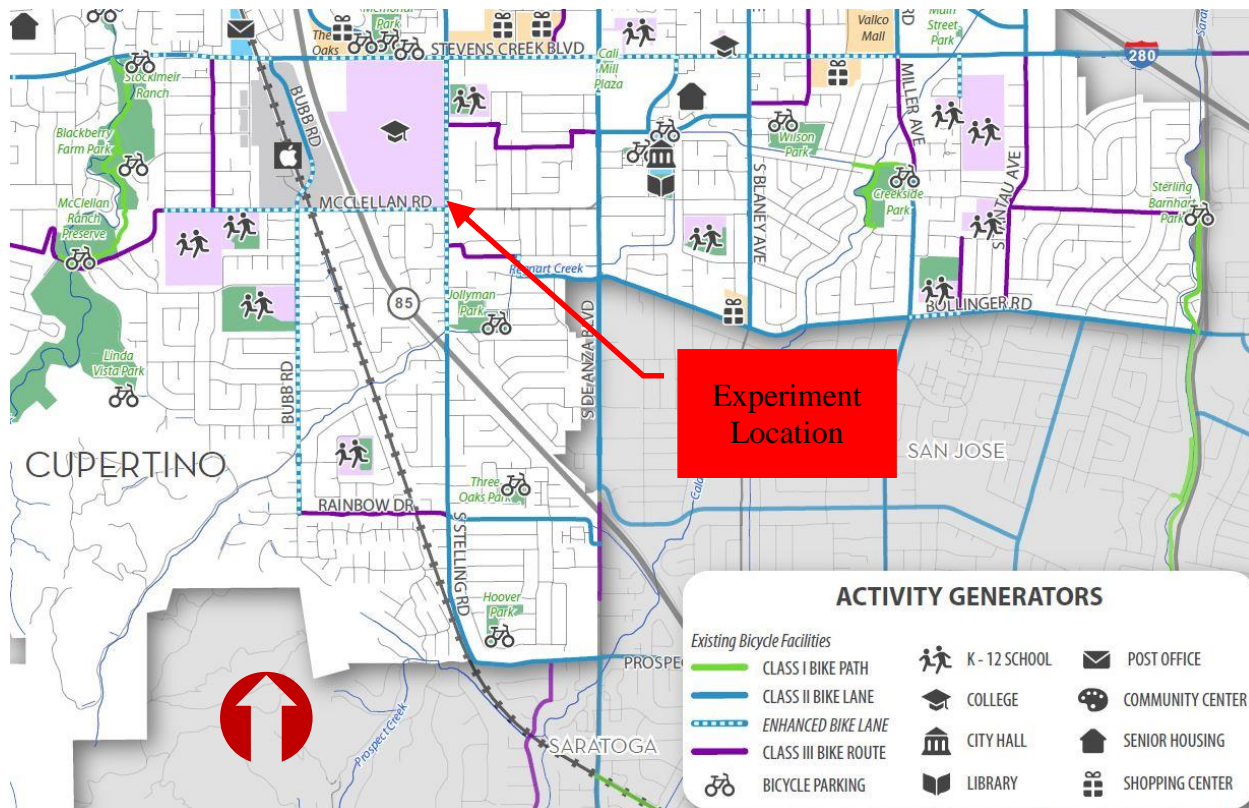 Memorial
Park
The
Oaks
STEVENS CREEK BLVD
Cali
Mill
Plaza
Vallco
Mall
RD
Main
Street
Park
280
Stocklmeir
Ranch
BUBB RD
MILLER AVE
Blackberry
Farm Park
Wilson
Park
MCCLELLAN RD
McClellan
Ranch
Preserve
S BLANEY AVE
Creekside
Park
Sterling
Barnhart
Park
Jollyman
Park
85
BOLLINGER RD
Linda
Vista Park
BUBB RD
S DE ANZA BLVD
Experiment
Location
SAN JOSE
CUPERTINO
Three
Oaks Park
RAINBOW DR
S STELLING RD
Hoover
Park
Prospect Creek
SARATOGA
ACTIVITY GENERATORS
Existing Bicycle Facilities
CLASS I BIKE PATH
CLASS II BIKE LANE
ENHANCED BIKE LANE
CLASS III BIKE ROUTE
BICYCLE PARKING
K - 12 SCHOOL
COLLEGE
CITY HALL
LIBRARY
POST OFFICE
COMMUNITY CENTER
SENIOR HOUSING
SHOPPING CENTER